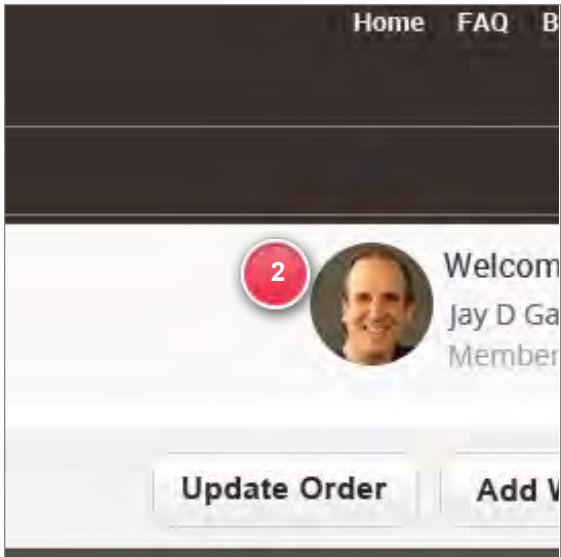 Home FAQ B
2
Welcom
Jay D Ga
Member
Update Order Add W